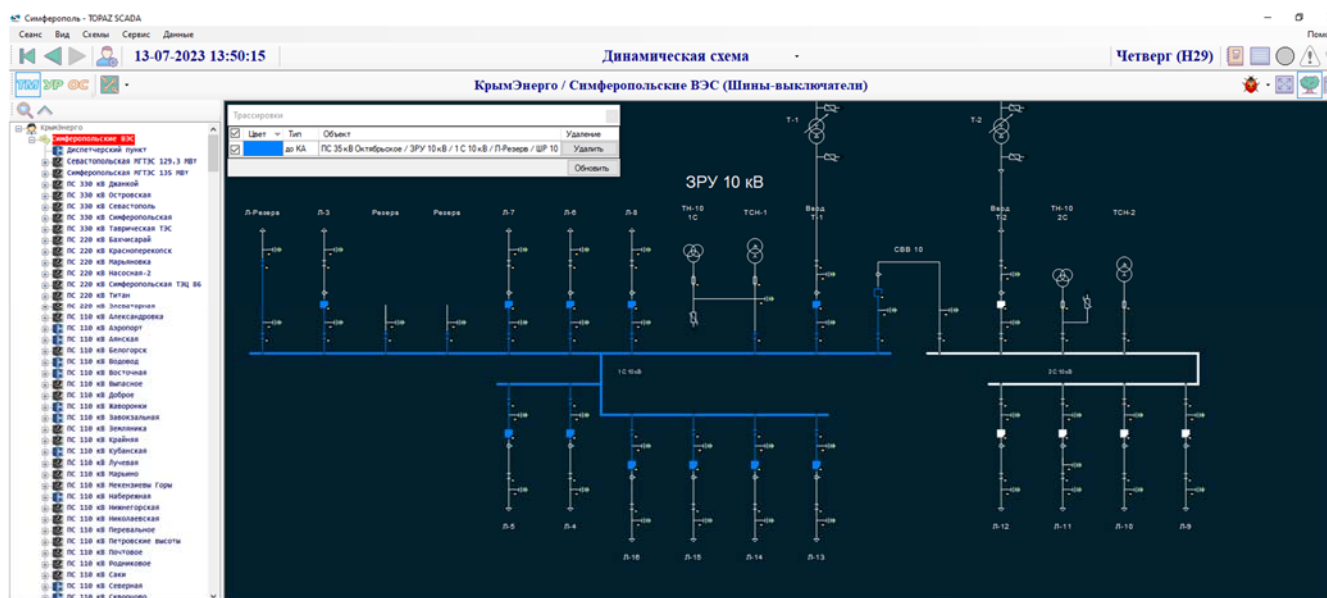 Симферополь - TOPAZ SCADA
Сеанс Вид Схемы Сервис Данные
13-07-2023 13:50:15
Динамическая схема
Четверг (Н29)
ТМ УР ОС
КрымЭнерго / Симферопольские ВЭС (Шины-выключатели)
КрымЭнерго
Симферопольские ВЭС
Диспетчерский пункт
Севастопольская МГТЭС 129.3 МВт
Симферопольская МГТЭС 135 МВт
ПС 330 кВ Джанкой
ПС 330 кВ Островская
ПС 330 кВ Севастополь
ПС 330 кВ Симферопольская
ПС 330 кВ Таврическая ТЭС
ПС 220 кВ Бахчисарай
ПС 220 кВ Красноперекопск
ПС 220 кВ Марьяновка
ПС 220 кВ Насосная-2
ПС 220 кВ Симферопольская ТЭЦ
ПС 220 кВ Титан
ПС 220 кВ Элеваторная
ПС 110 кВ Александровка
ПС 110 кВ Аэропорт
ПС 110 кВ Аянская
ПС 110 кВ Белогорск
ПС 110 кВ Водовод
ПС 110 кВ Восточная
ПС 110 кВ Выпасное
ПС 110 кВ Доброе
ПС 110 кВ Жаворонки
ПС 110 кВ Завокзальная
ПС 110 кВ Земляника
ПС 110 кВ Крайняя
ПС 110 кВ Кубанская
ПС 110 кВ Лучевая
ПС 110 кВ Марьино
ПС 110 кВ Мекензиевы Горы
ПС 110 кВ Набережная
ПС 110 кВ Нижнегорская
ПС 110 кВ Николаевская
ПС 110 кВ Перевальное
ПС 110 кВ Петровские высоты
ПС 110 кВ Почтовое
ПС 110 кВ Родниковое
ПС 110 кВ Саки
ПС 110 кВ Северная
ПС 110 кВ Скворцово
Трассировки
Цвет Тип Объект Удаление
до КА ПС 35 кВ Октябрьское / ЗРУ 10 кВ / 1 С 10 кВ / Л-Резерв / ШР 10 Удалить
Обновить
Т-1 Т-2
ЗРУ 10 кВ
Л-Резерв Л-3 Резерв Резерв Л-7 Л-6 Л-8 ТН-10 1С ТСН-1 Ввод Т-1 Ввод Т-2 ТН-10 2С ТСН-2
СВВ 10
1 С 10 кВ
Л-5 Л-4 Л-12 Л-11 Л-10 Л-9
Л-16 Л-15 Л-14 Л-13